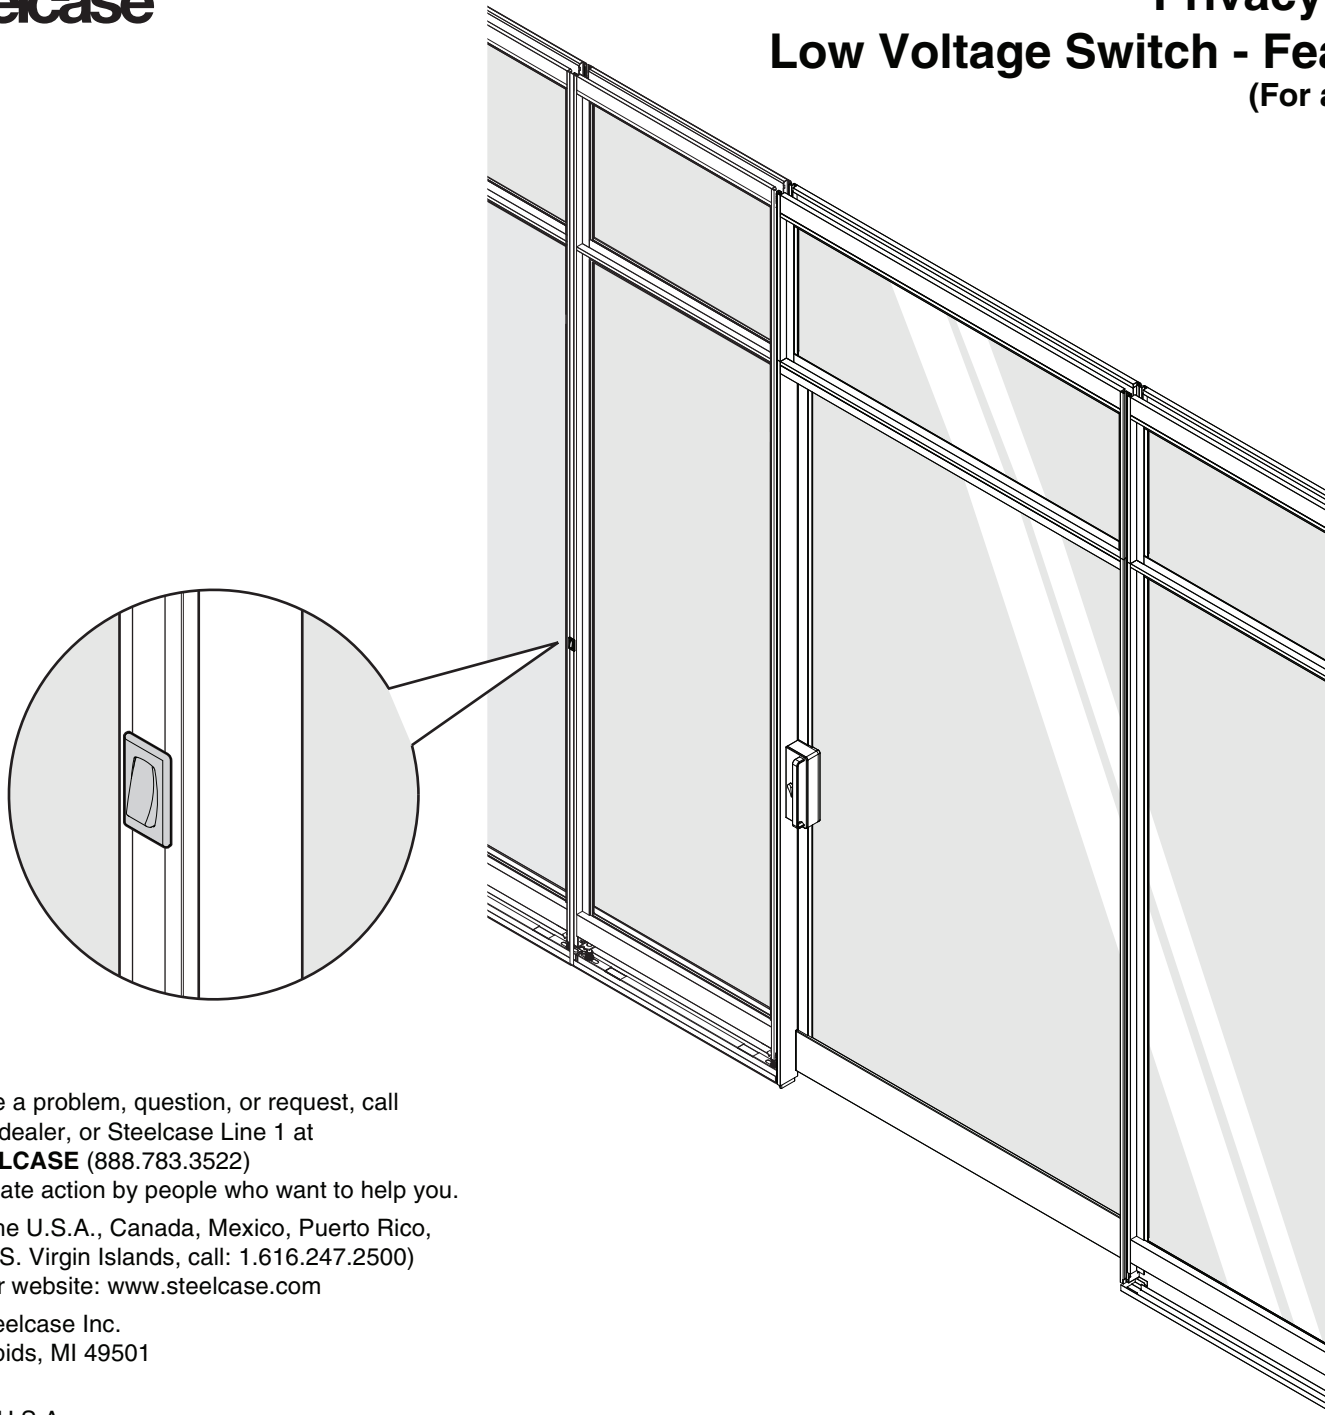 elcase
Privacy
Low Voltage Switch - Fea
(For a
e a problem, question, or request, call
dealer, or Steelcase Line 1 at
LCASE (888.783.3522)
ate action by people who want to help you.
ne U.S.A., Canada, Mexico, Puerto Rico,
S. Virgin Islands, call: 1.616.247.2500)
r website: www.steelcase.com
eelcase Inc.
pids, MI 49501
U.S.A.